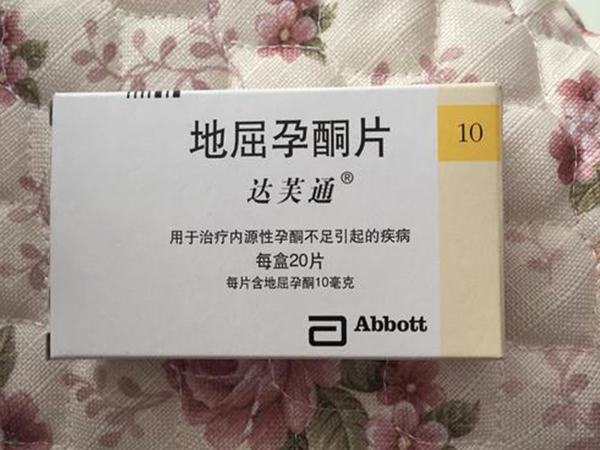 地屈孕酮片
10
达芙通®
用于治疗内源性孕酮不足引起的疾病
每盒20片
每片含地屈孕酮10毫克
Abbott